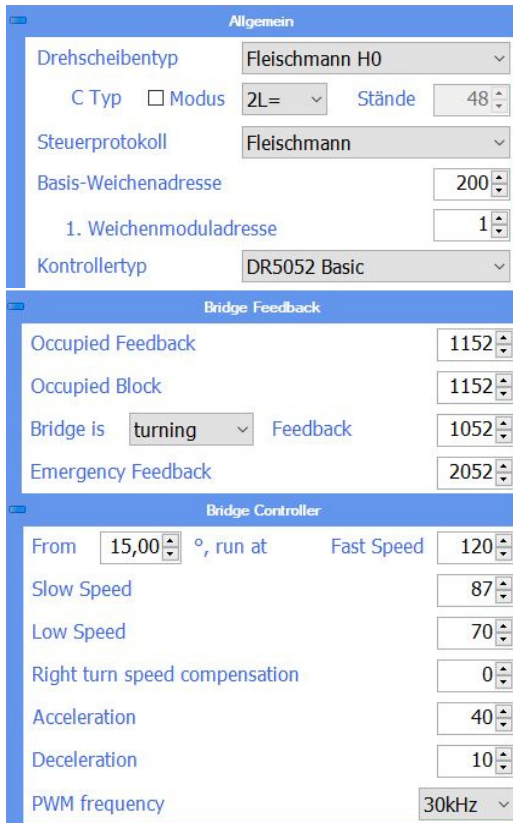 Allgemein
Drehscheibentyp Fleischmann H0
C Typ Modus 2L= Stände 48
Steuerprotokoll Fleischmann
Basis-Weichenadresse 200
1. Weichenmoduladresse 1
Kontrollertyp DR5052 Basic
Bridge Feedback
Occupied Feedback 1152
Occupied Block 1152
Bridge is turning Feedback 1052
Emergency Feedback 2052
Bridge Controller
From 15,00 °, run at Fast Speed 120
Slow Speed 87
Low Speed 70
Right turn speed compensation 0
Acceleration 40
Deceleration 10
PWM frequency 30kHz